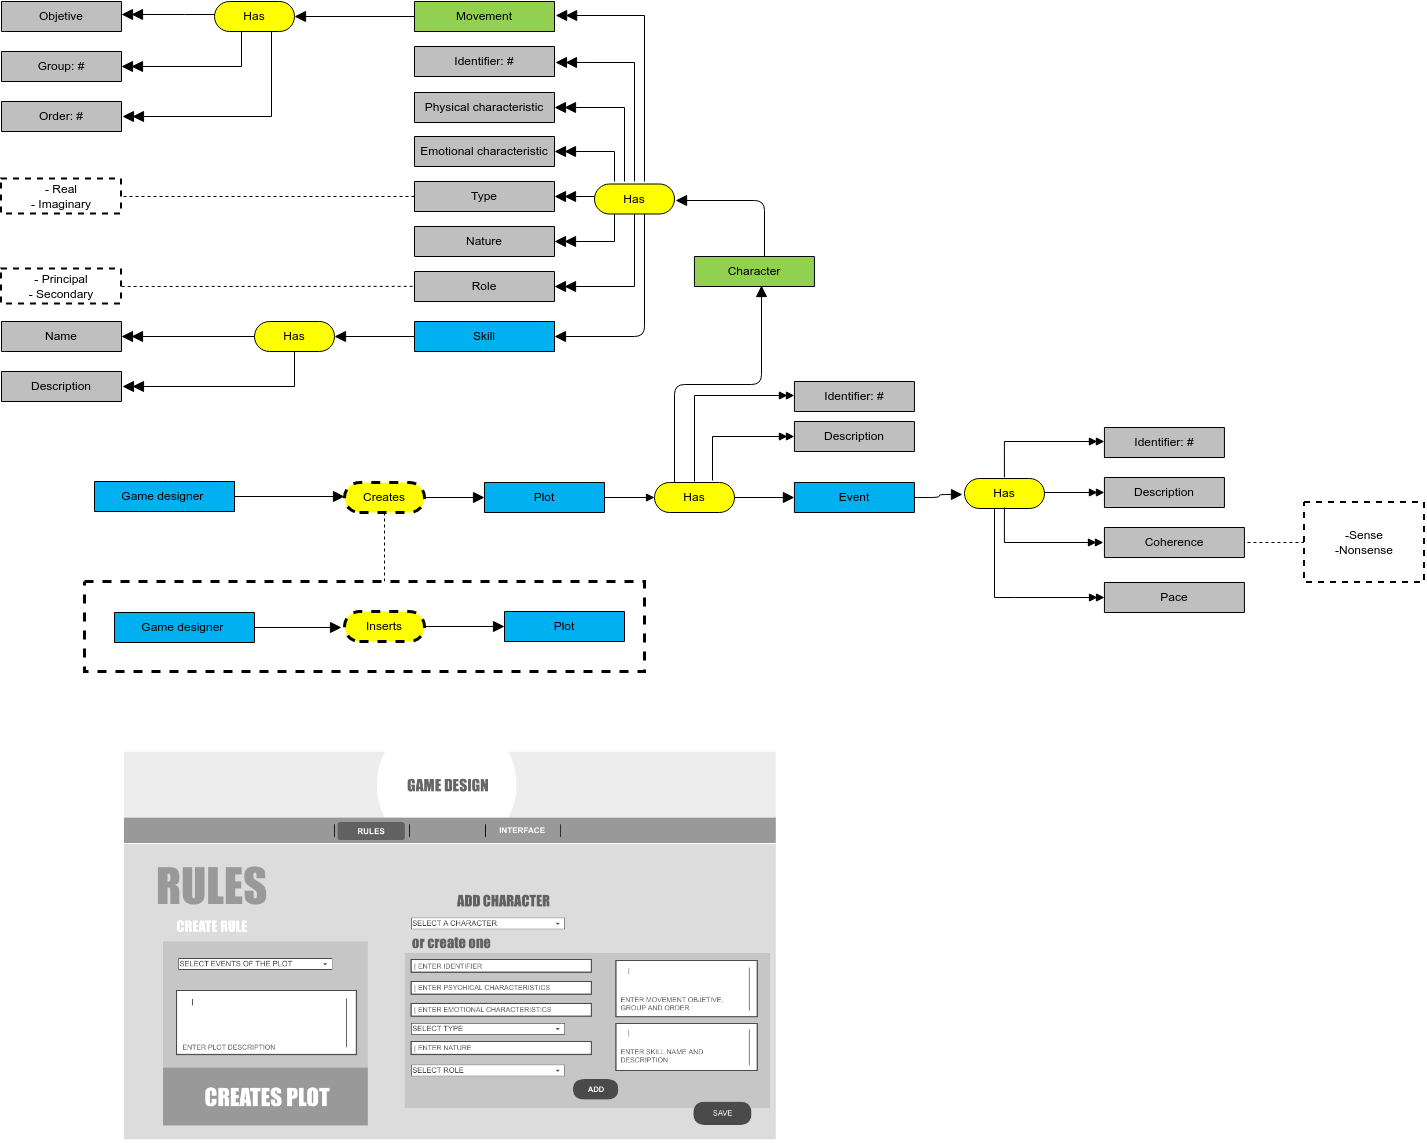 Objetive
Has
Movement
Group: #
Identifier: #
Order: #
Physical characteristic
Emotional characteristic
- Real
- Imaginary
Type
Has
Nature
Character
- Principal
- Secondary
Role
Name
Has
Skill
Description
Identifier: #
Description
Game designer
Creates
Plot
Has
Event
Has
Identifier: #
Description
Coherence
-Sense
-Nonsense
Pace
Game designer
Inserts
Plot
GAME DESIGN
RULES
INTERFACE
RULES
CREATE RULE
SELECT EVENTS OF THE PLOT
ENTER PLOT DESCRIPTION
CREATES PLOT
ADD CHARACTER
SELECT A CHARACTER
or create one
ENTER IDENTIFIER
ENTER PSYCHICAL CHARACTERISTICS
ENTER EMOTIONAL CHARACTERISTICS
SELECT TYPE
ENTER NATURE
SELECT ROLE
ENTER MOVEMENT OBJETIVE,
GROUP AND ORDER
ENTER SKILL NAME AND
DESCRIPTION
ADD
SAVE